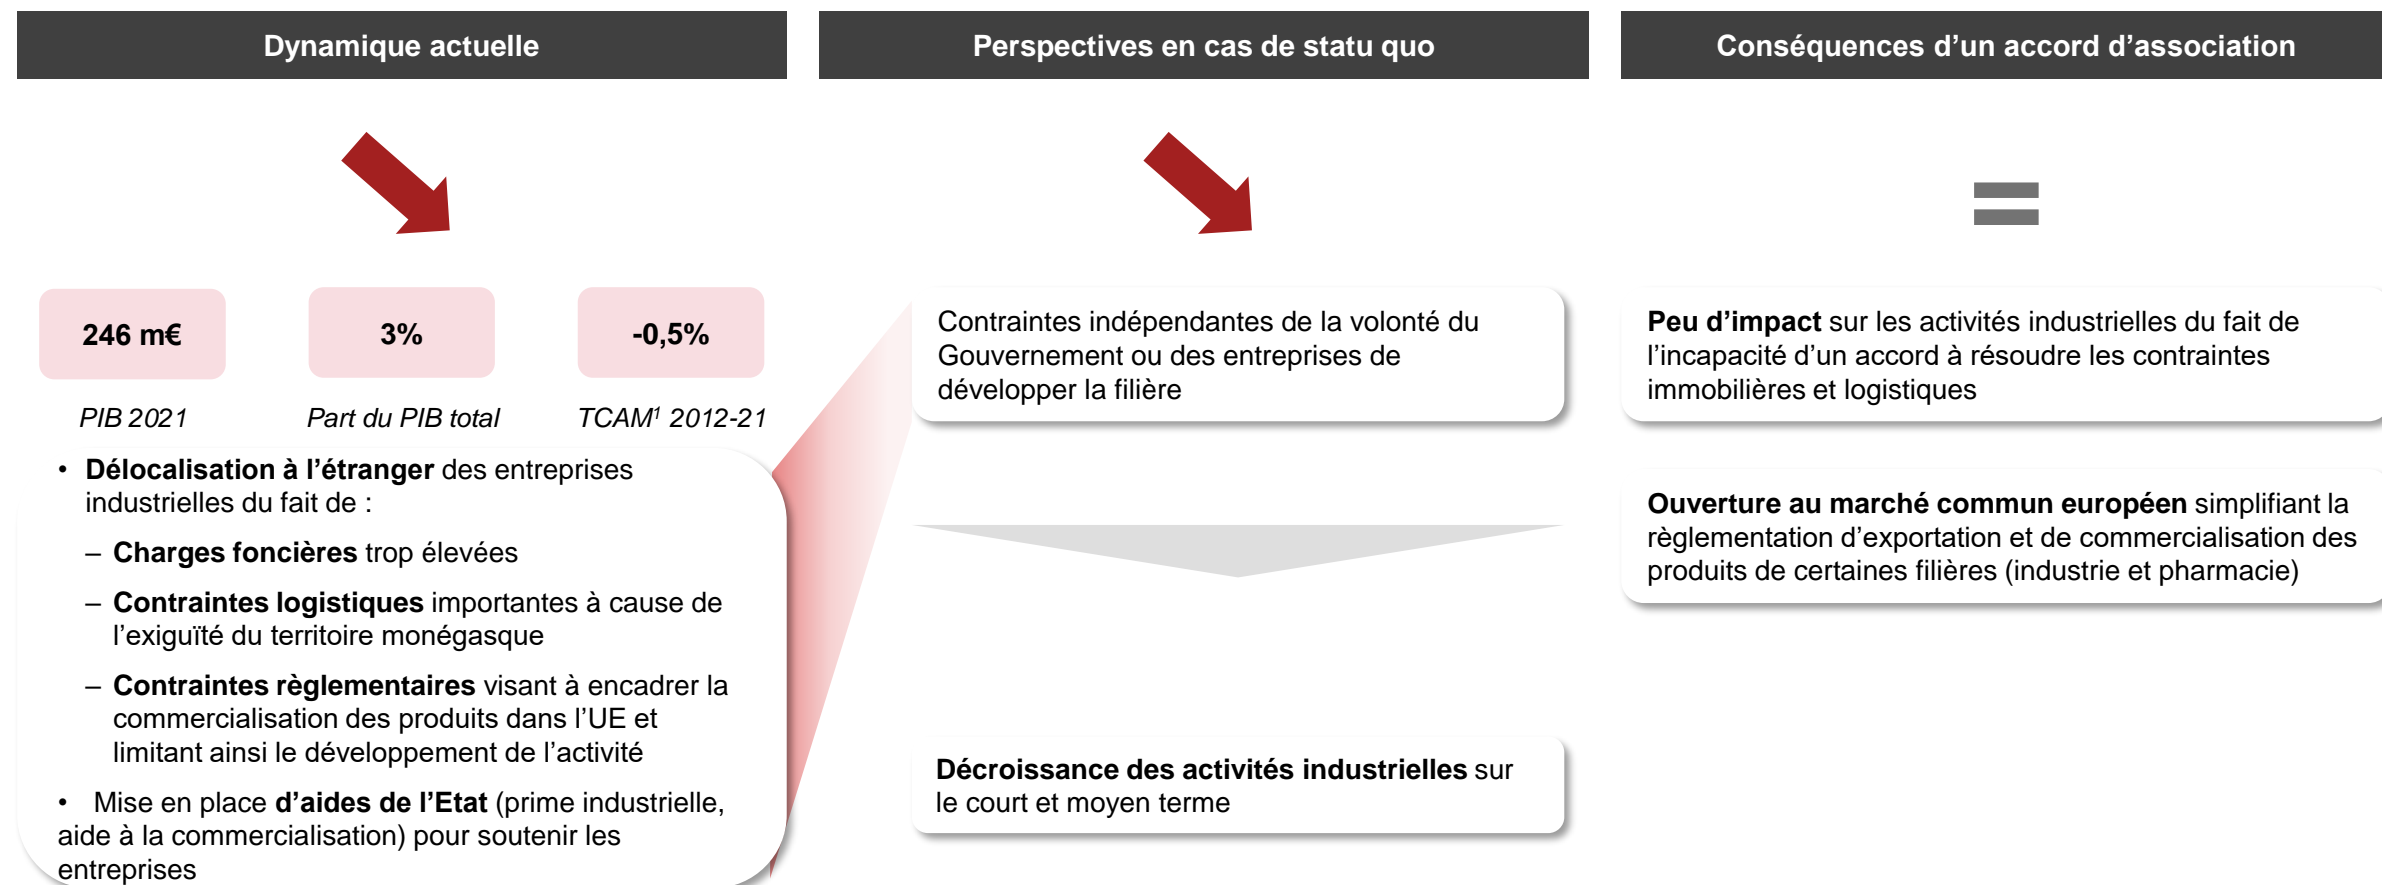 Dynamique actuelle
246 m€
3%
-0,5%
PIB 2021
Part du PIB total
TCAM¹ 2012-21
• Délocalisation à l’étranger des entreprises
industrielles du fait de :
– Charges foncières trop élevées
– Contraintes logistiques importantes à cause de
l’exiguïté du territoire monégasque
– Contraintes règlementaires visant à encadrer la
commercialisation des produits dans l’UE et
limitant ainsi le développement de l’activité
• Mise en place d’aides de l’Etat (prime industrielle,
aide à la commercialisation) pour soutenir les
entreprises
Perspectives en cas de statu quo
Contraintes indépendantes de la volonté du
Gouvernement ou des entreprises de
développer la filière
Décroissance des activités industrielles sur
le court et moyen terme
Conséquences d’un accord d’association
=
Peu d’impact sur les activités industrielles du fait de
l’incapacité d’un accord à résoudre les contraintes
immobilières et logistiques
Ouverture au marché commun européen simplifiant la
règlementation d’exportation et de commercialisation des
produits de certaines filières (industrie et pharmacie)